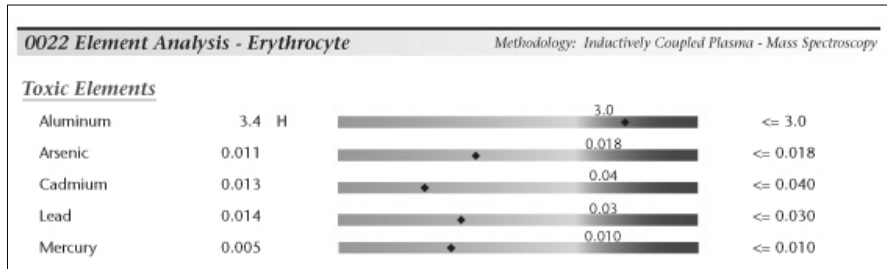 0022 Element Analysis - Erythrocyte Methodology: Inductively Coupled Plasma - Mass Spectroscopy
Toxic Elements
3.0
Aluminum 3.4 H <= 3.0
0.018
Arsenic 0.011 <= 0.018
0.04
Cadmium 0.013 <= 0.040
0.03
Lead 0.014 <= 0.030
0.010
Mercury 0.005 <= 0.010